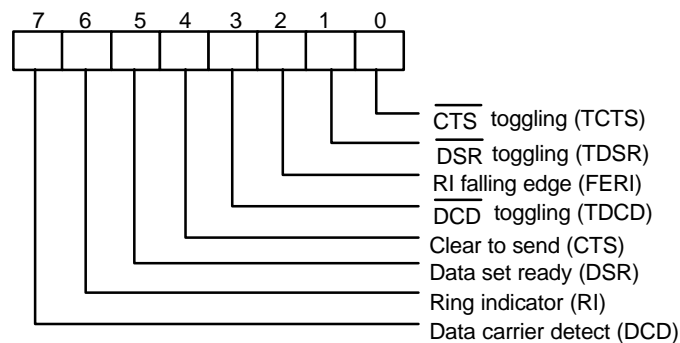 7 6 5 4 3 2 1 0
CTS toggling (TCTS)
DSR toggling (TDSR)
RI falling edge (FERI)
DCD toggling (TDCD)
Clear to send (CTS)
Data set ready (DSR)
Ring indicator (RI)
Data carrier detect (DCD)